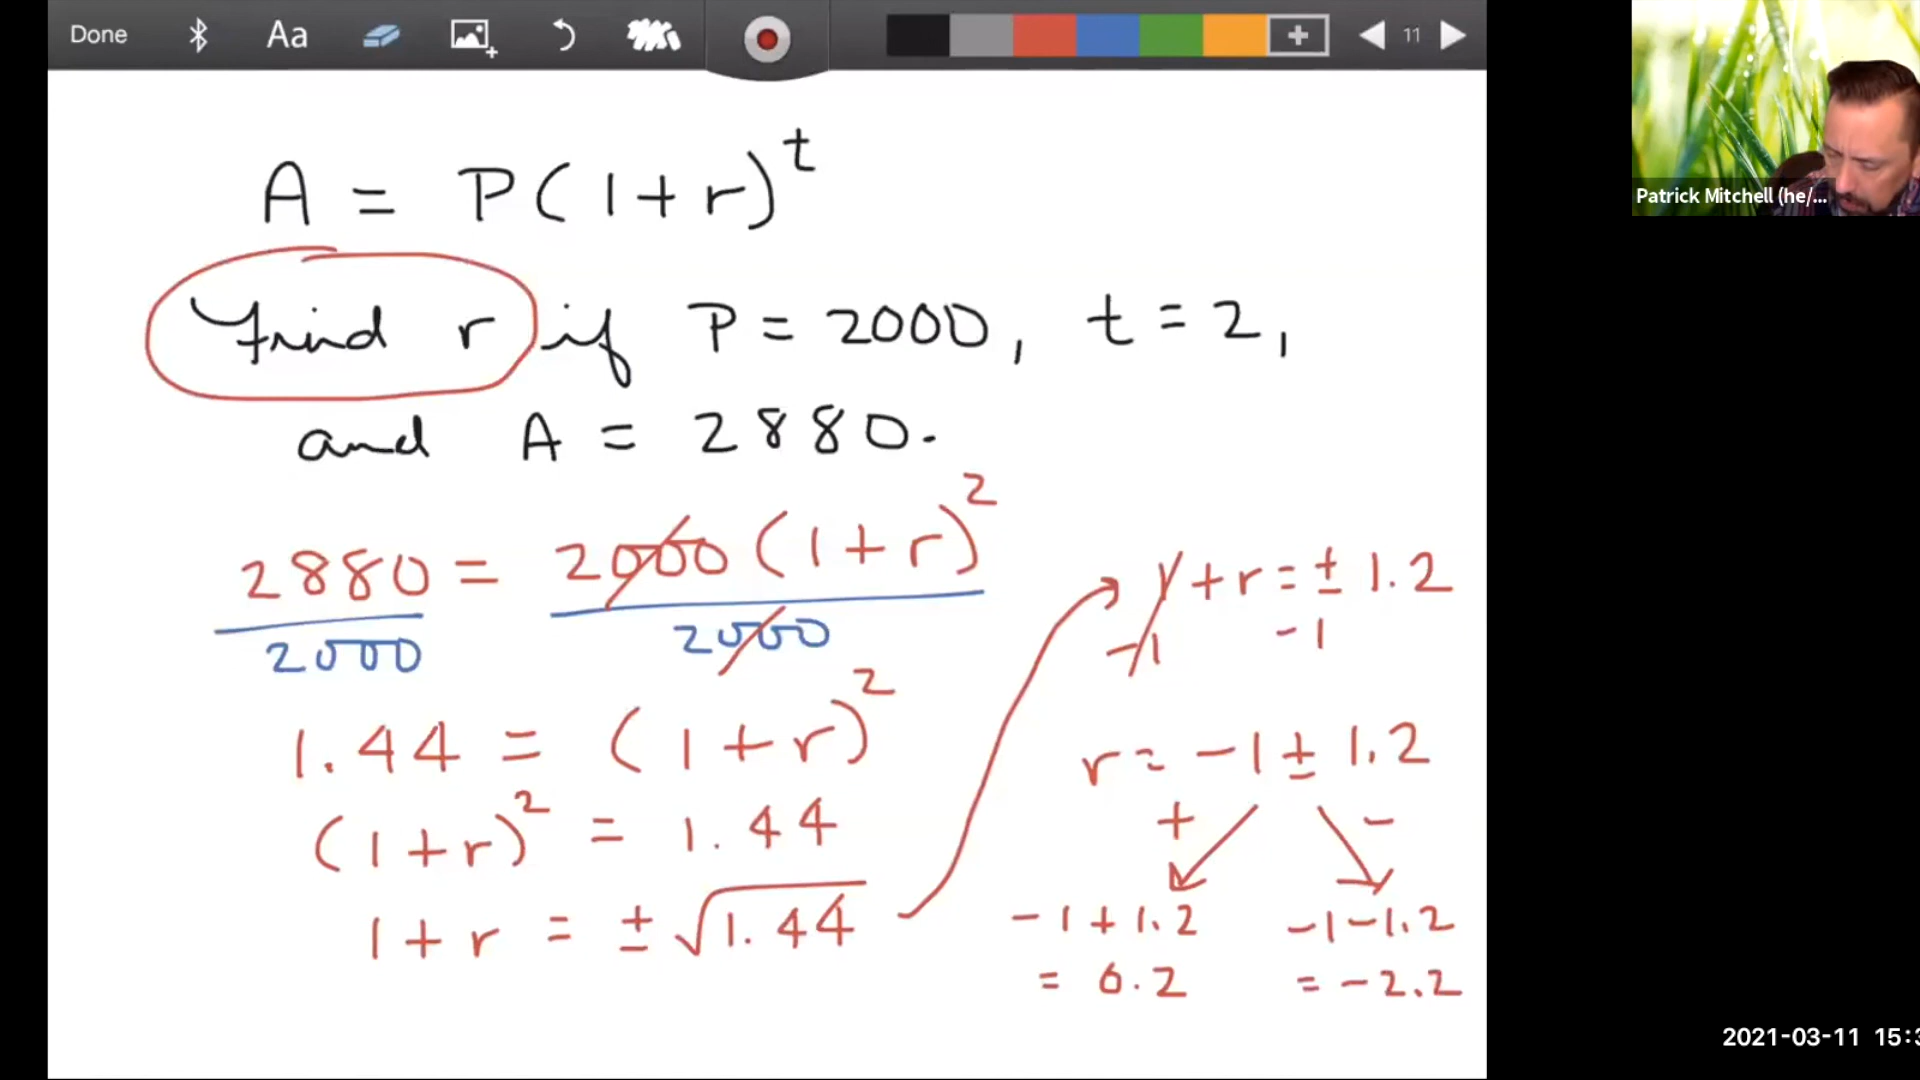 Done Aa 11
Patrick Mitchell (he/...
A = P(1+r)^t
find r if P = 2000, t = 2,
and A = 2880.
2880 = 2000 (1+r)^2
2000 2000
1.44 = (1+r)^2
(1+r)^2 = 1.44
1+r = ±√1.44
1+r = ± 1.2
-1 -1
r = -1 ± 1.2
+ -
-1+1.2 -1-1.2
= 0.2 = -2.2
2021-03-11 15:3